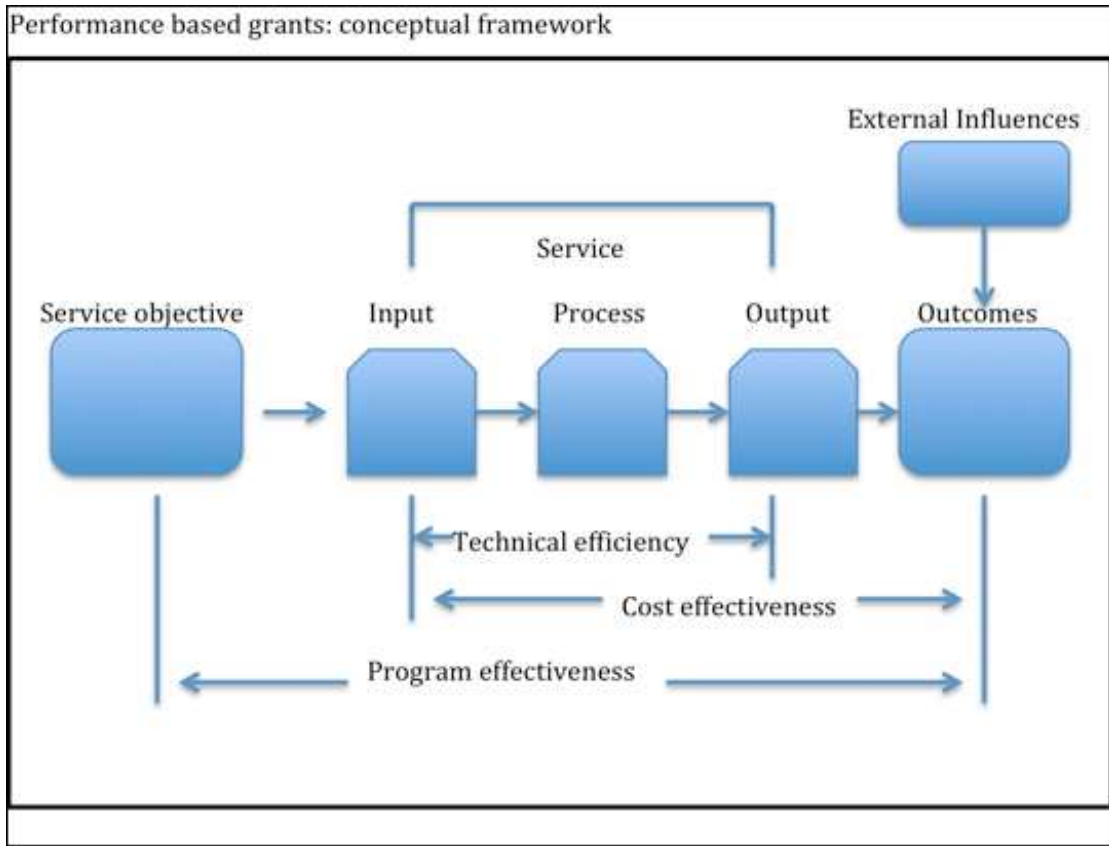 Performance based grants: conceptual framework
External Influences
Service
Service objective
Input
Process
Output
Outcomes
Technical efficiency
Cost effectiveness
Program effectiveness